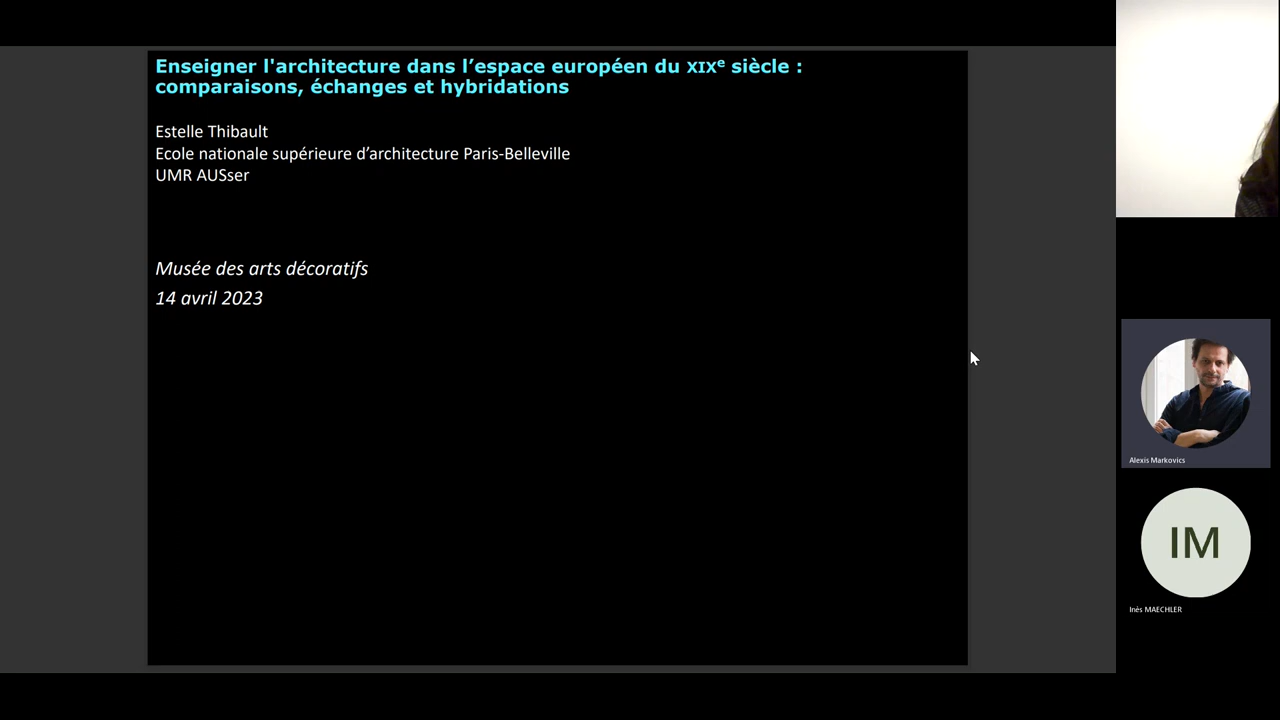 Enseigner l'architecture dans l’espace européen du XIXe siècle :
comparaisons, échanges et hybridations
Estelle Thibault
Ecole nationale supérieure d’architecture Paris-Belleville
UMR AUSser
Musée des arts décoratifs
14 avril 2023
Alexis Markovics
IM
Inès MAECHLER